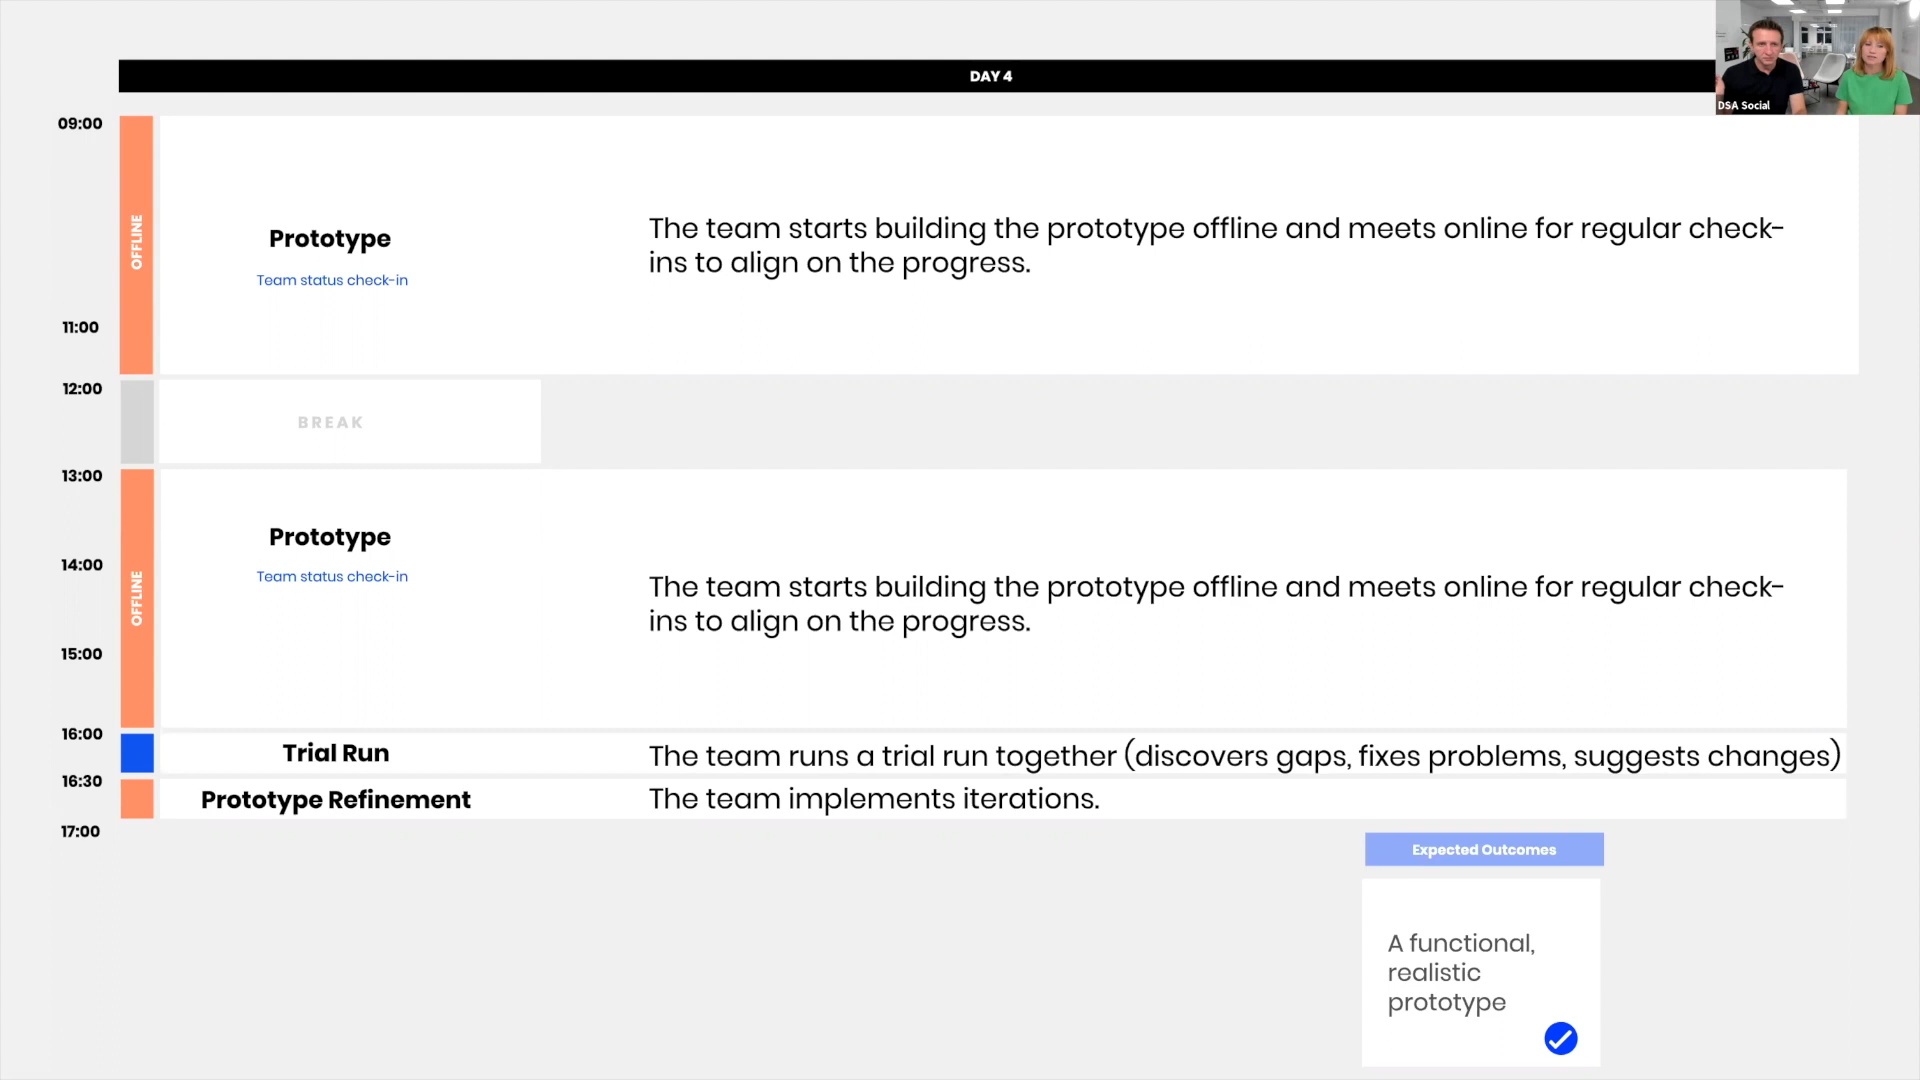 DAY 4
DSA Social
09:00
OFFLINE
Prototype
Team status check-in
The team starts building the prototype offline and meets online for regular check-
ins to align on the progress.
11:00
12:00
BREAK
13:00
OFFLINE
Prototype
14:00
Team status check-in
The team starts building the prototype offline and meets online for regular check-
ins to align on the progress.
15:00
16:00
Trial Run
The team runs a trial run together (discovers gaps, fixes problems, suggests changes)
16:30
Prototype Refinement
The team implements iterations.
17:00
Expected Outcomes
A functional,
realistic
prototype